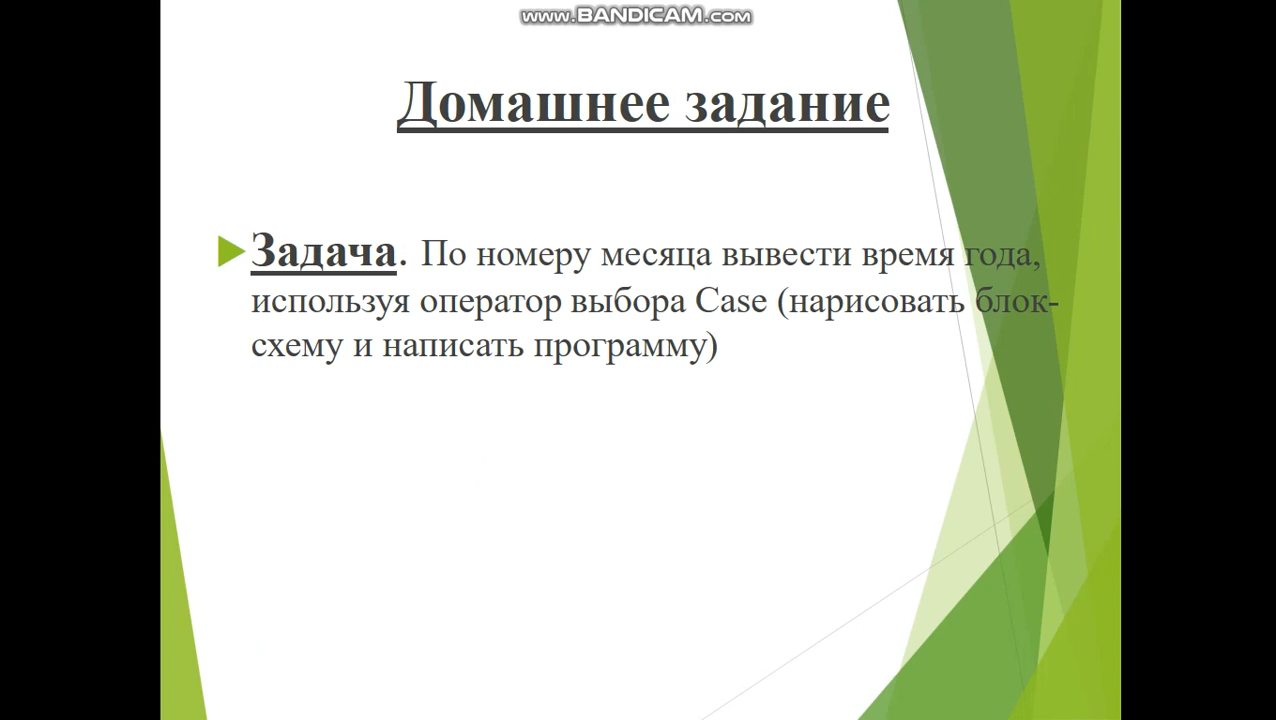 www.BANDICAM.com
Домашнее задание
Задача. По номеру месяца вывести время года,
используя оператор выбора Case (нарисовать блок-
схему и написать программу)